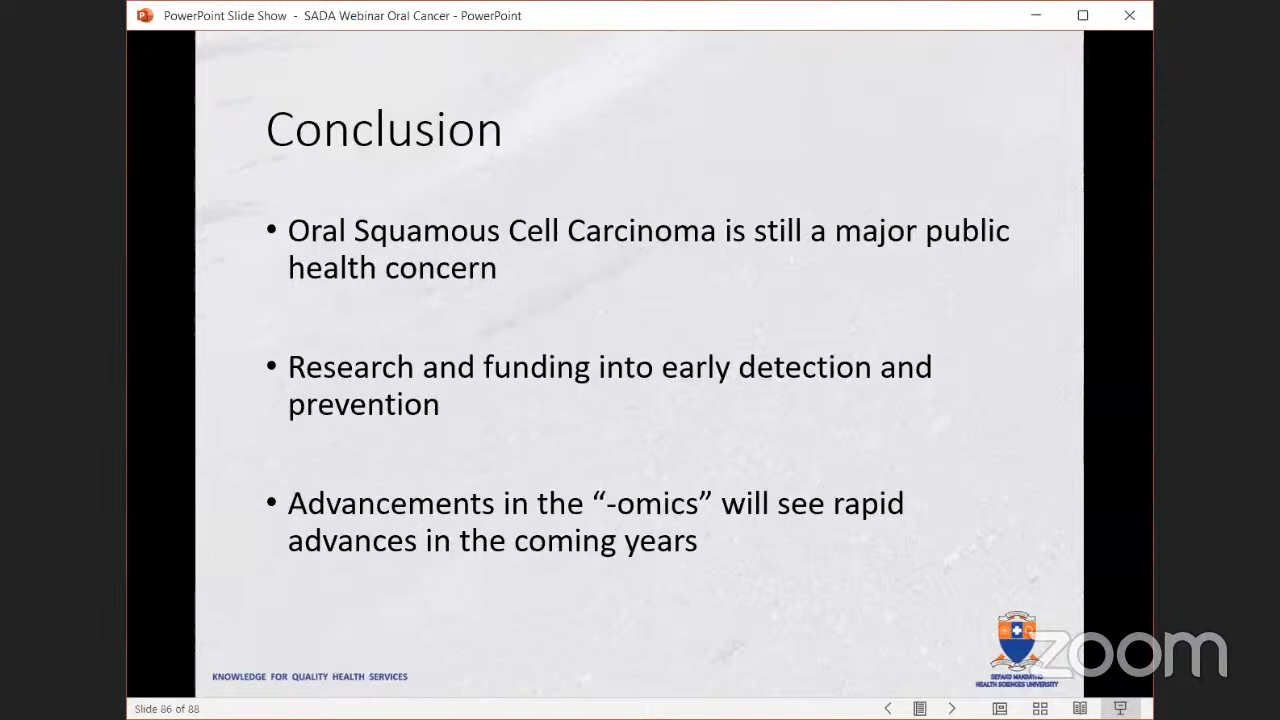 PowerPoint Slide Show - SADA Webinar Oral Cancer - PowerPoint
Conclusion
• Oral Squamous Cell Carcinoma is still a major public
health concern
• Research and funding into early detection and
prevention
• Advancements in the “-omics” will see rapid
advances in the coming years
KNOWLEDGE FOR QUALITY HEALTH SERVICES
zoom
HEALTH SCIENCES UNIVERSITY
Slide 86 of 88